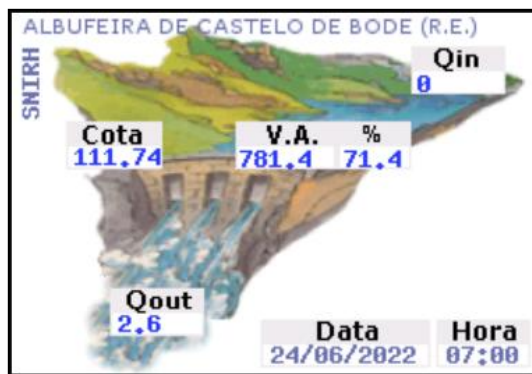 ALBUFEIRA DE CASTELO DE BODE (R.E.)
SNIRH
Qin
0
Cota V.A. %
111.74 781.4 71.4
Qout
2.6
Data Hora
24/06/2022 07:00